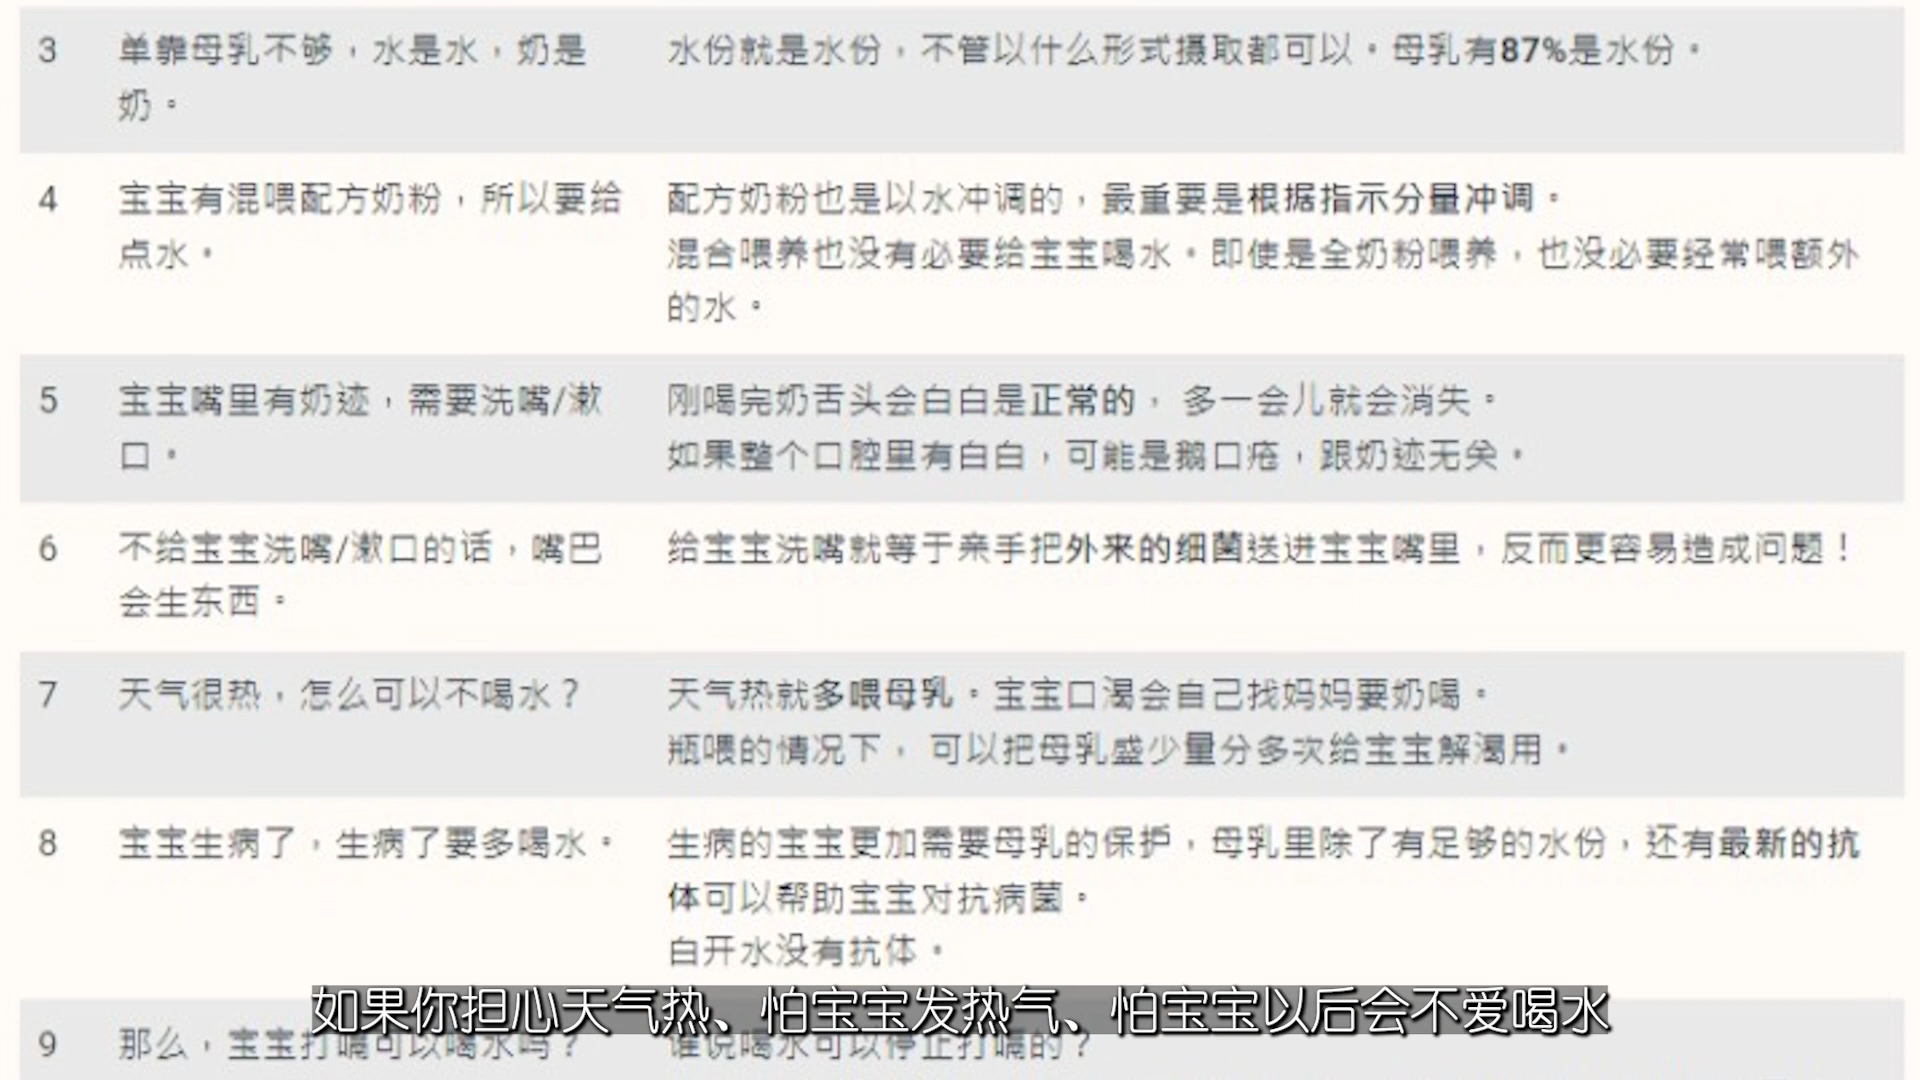 3 单靠母乳不够，水是水，奶是 水份就是水份，不管以什么形式摄取都可以。母乳有87%是水份。
奶。
4 宝宝有混喂配方奶粉，所以要给 配方奶粉也是以水冲调的，最重要是根据指示分量冲调。
点水。 混合喂养也没有必要给宝宝喝水。即使是全奶粉喂养，也没必要经常喂额外
的水。
5 宝宝嘴里有奶迹，需要洗嘴/漱 刚喝完奶舌头会白白是正常的， 多一会儿就会消失。
口。 如果整个口腔里有白白，可能是鹅口疮，跟奶迹无关。
6 不给宝宝洗嘴/漱口的话，嘴巴 给宝宝洗嘴就等于亲手把外来的细菌送进宝宝嘴里，反而更容易造成问题！
会生东西。
7 天气很热，怎么可以不喝水？ 天气热就多喂母乳。宝宝口渴会自己找妈妈要奶喝。
瓶喂的情况下， 可以把母乳盛少量分多次给宝宝解渴用。
8 宝宝生病了，生病了要多喝水。 生病的宝宝更加需要母乳的保护，母乳里除了有足够的水份，还有最新的抗
体可以帮助宝宝对抗病菌。
白开水没有抗体。
如果你担心天气热、怕宝宝发热气、怕宝宝以后会不爱喝水
9 那么，宝宝打嗝可以喝水吗？ 谁说喝水可以停止打嗝的？